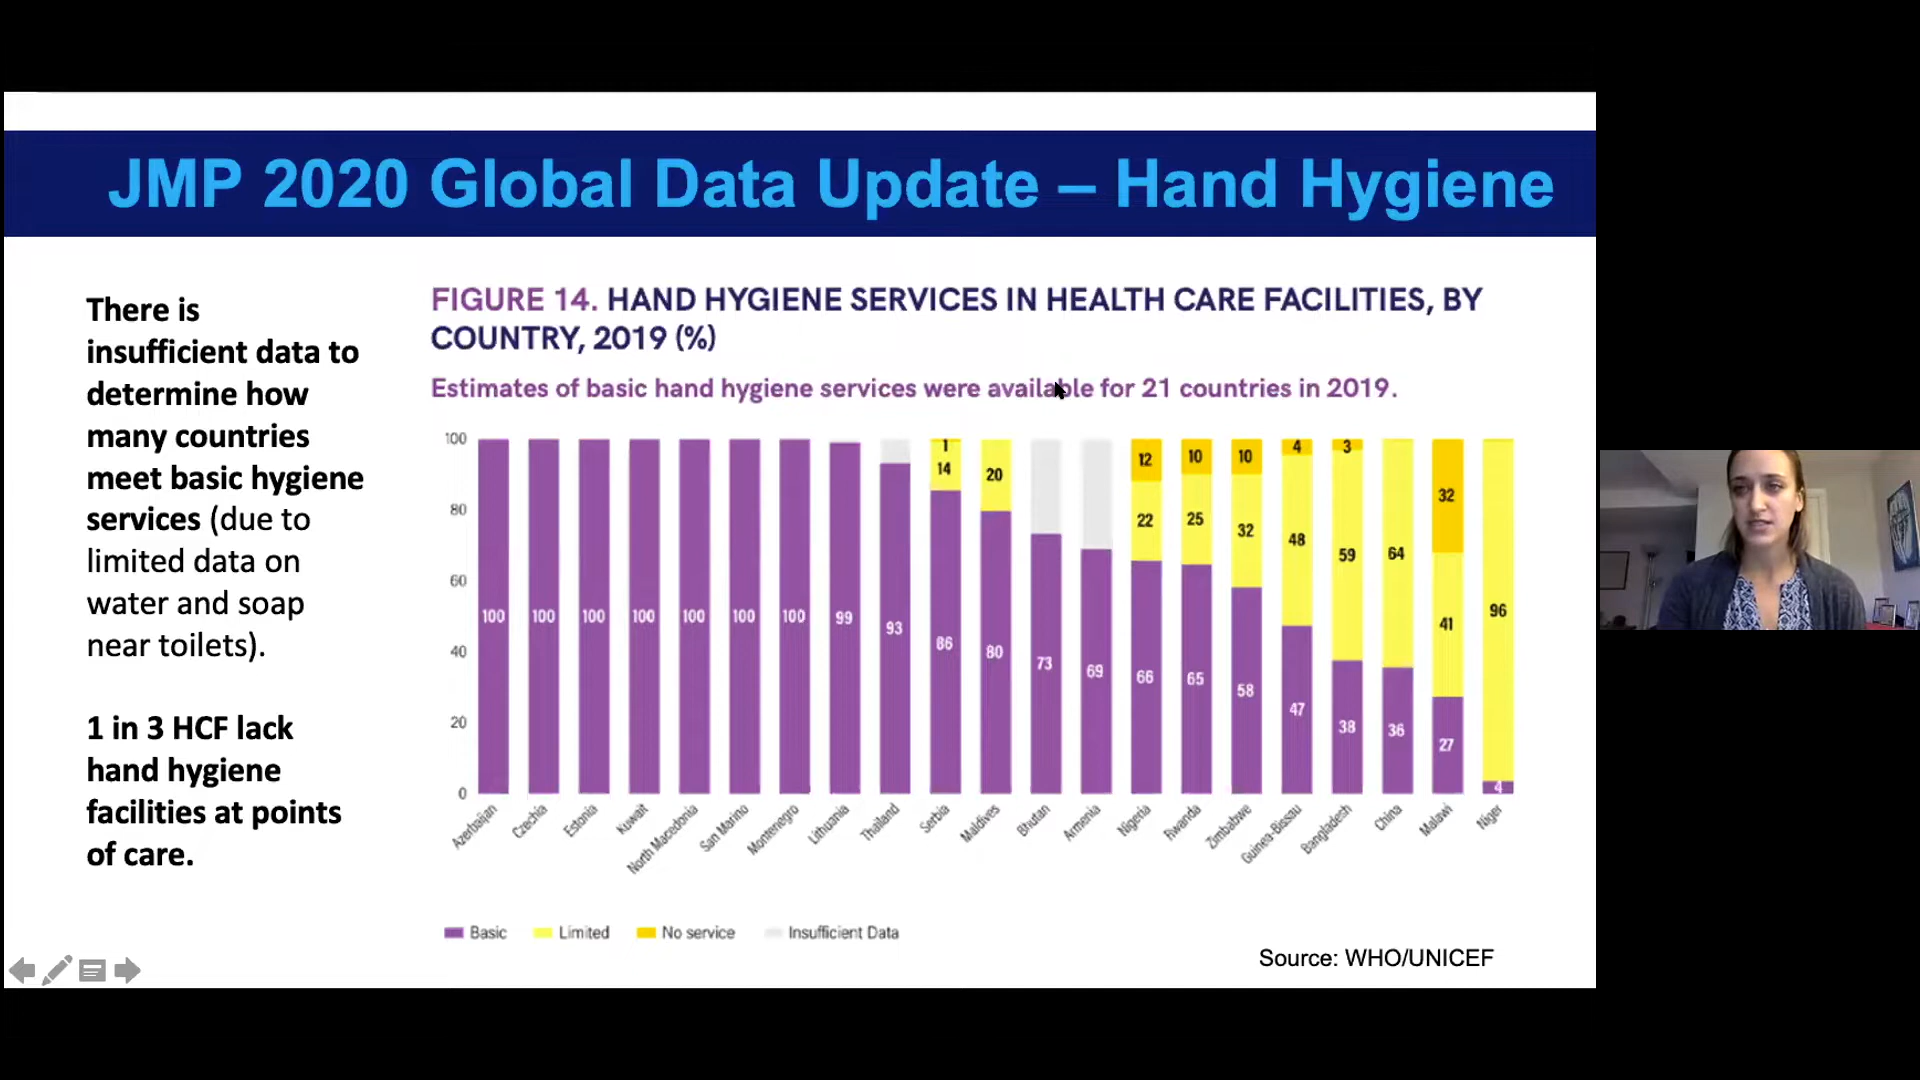 JMP 2020 Global Data Update – Hand Hygiene
There is
insufficient data to
determine how
many countries
meet basic hygiene
services (due to
limited data on
water and soap
near toilets).
1 in 3 HCF lack
hand hygiene
facilities at points
of care.
FIGURE 14. HAND HYGIENE SERVICES IN HEALTH CARE FACILITIES, BY
COUNTRY, 2019 (%)
Estimates of basic hand hygiene services were available for 21 countries in 2019.
100
80
60
40
20
0
100 100 100 100 100 100 100 99 93 86 80 73 69 66 65 58 47 38 36 27 4
14 20 22 25 32 48 59 64 41 96
1 12 10 10 4 3 32
Azerbaijan Czechia Estonia Kuwait North Macedonia San Marino Montenegro Lithuania Thailand Serbia Maldives Bhutan Armenia Nigeria Rwanda Zimbabwe Guinea-Bissau Bangladesh China Malawi Niger
Basic Limited No service Insufficient Data
Source: WHO/UNICEF